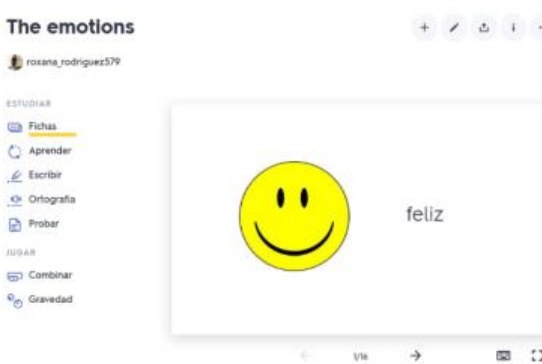 The emotions
roxana_rodriguez579
ESTUDIAR
Fichas
Aprender
Escribir
Ortografía
Probar
JUGAR
Combinar
Gravedad
feliz
1/16